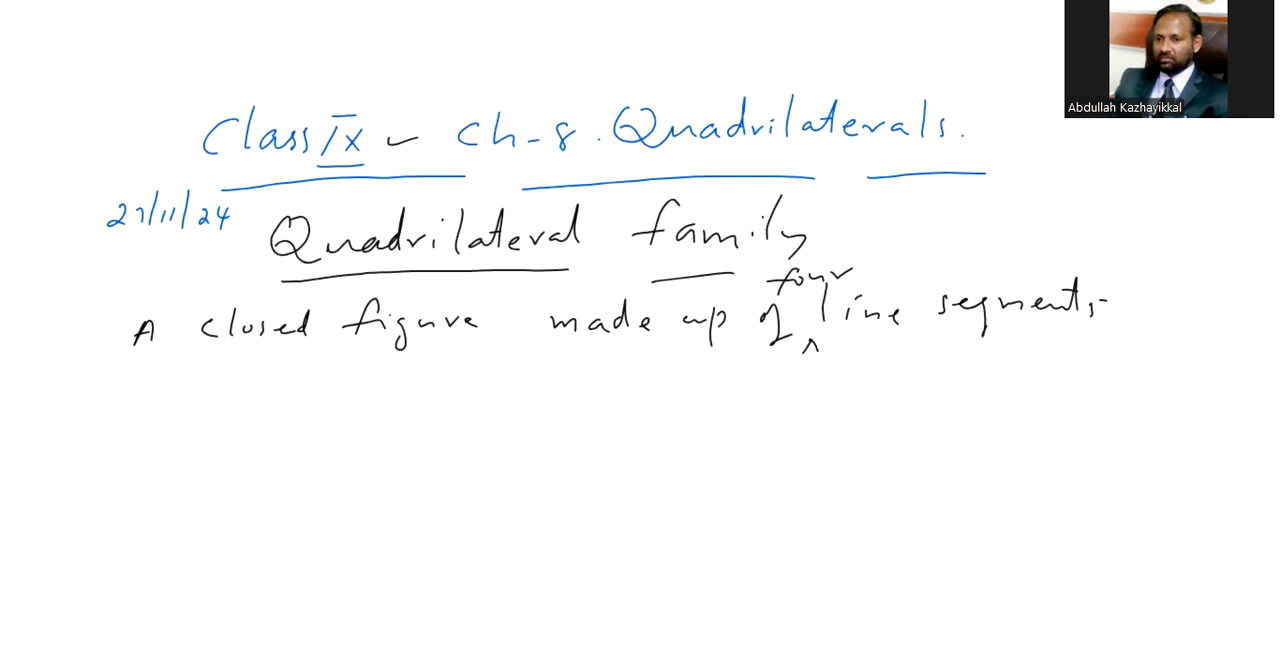 Abdullah Kazhayikkal
Class IX - Ch-8. Quadrilaterals.
27/11/24
Quadrilateral family
A closed figure made up of four line segments-